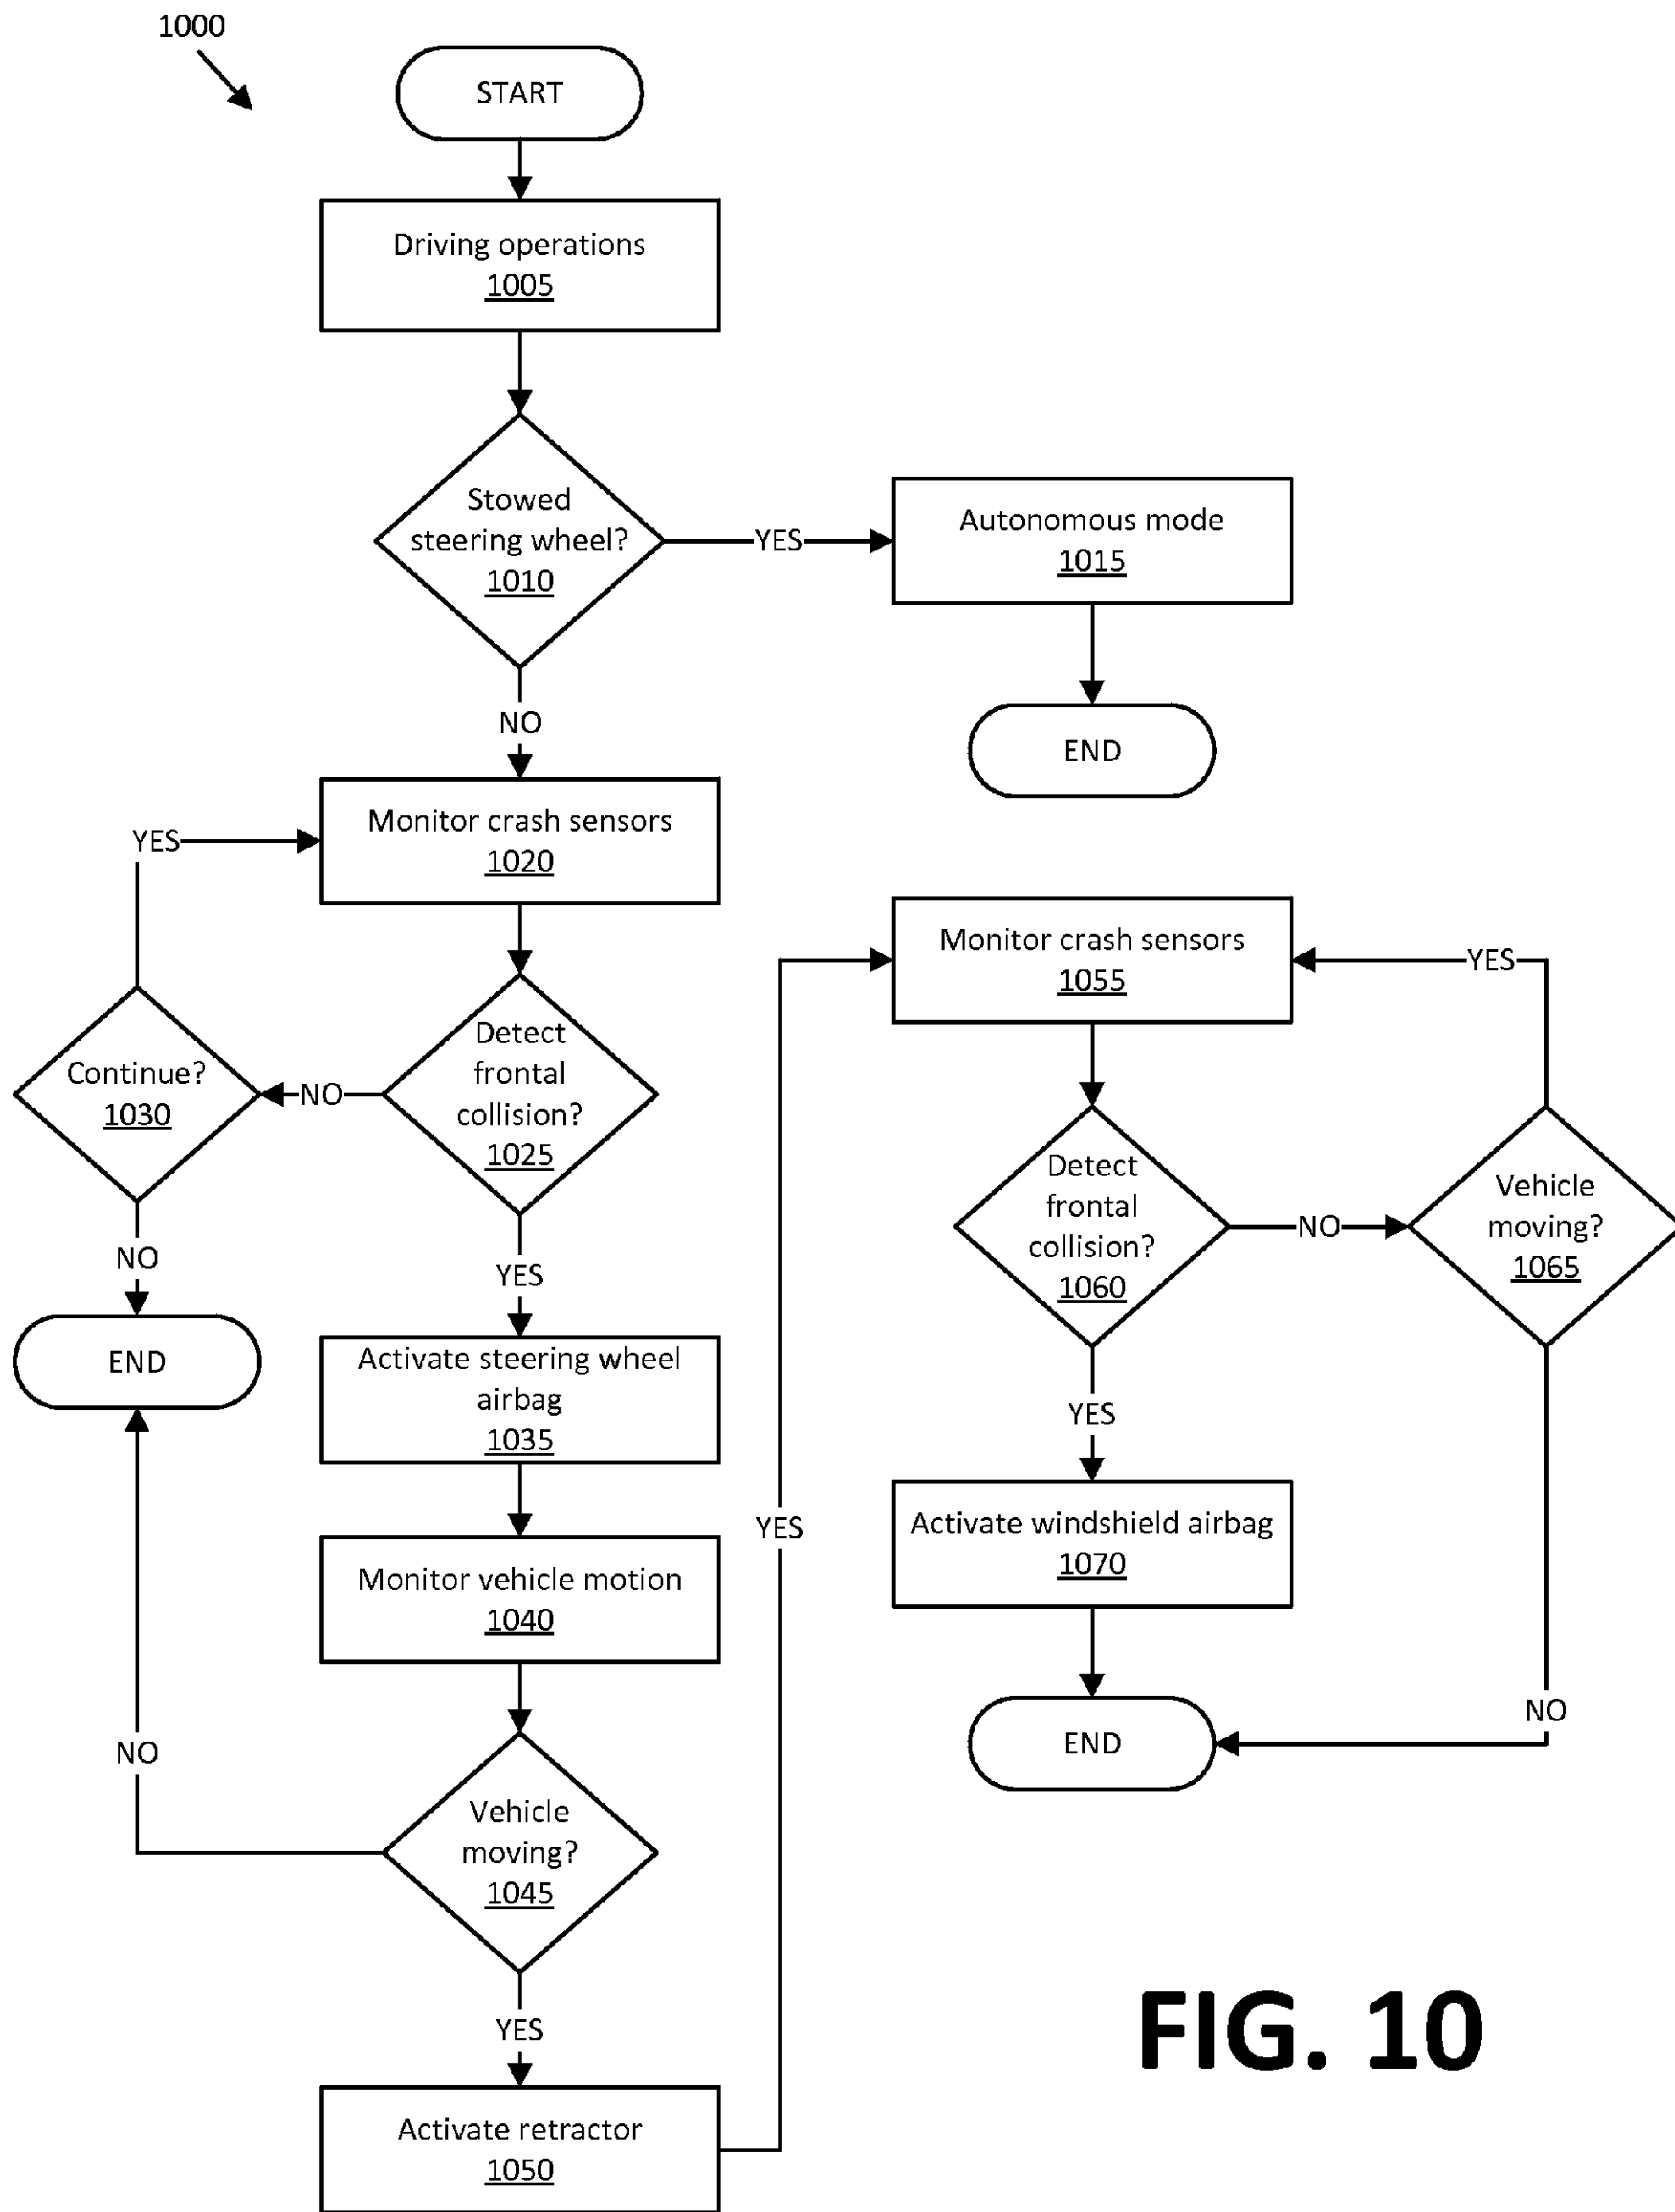 1000
START
Driving operations
1005
Stowed
steering wheel?
1010
YES
Autonomous mode
1015
END
NO
Monitor crash sensors
1020
Detect
frontal
collision?
1025
NO
Continue?
1030
YES
NO
END
YES
Activate steering wheel
airbag
1035
Monitor vehicle motion
1040
Vehicle
moving?
1045
NO
YES
Activate retractor
1050
YES
Monitor crash sensors
1055
Detect
frontal
collision?
1060
NO
Vehicle
moving?
1065
YES
NO
YES
Activate windshield airbag
1070
END
FIG. 10